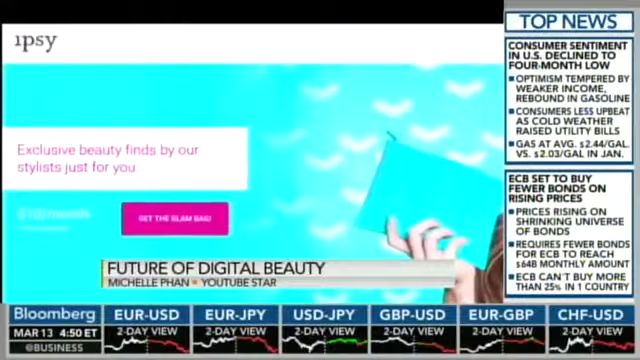 ipsy
Exclusive beauty finds by our
stylists just for you
$10/month
GET THE GLAM BAG!
FUTURE OF DIGITAL BEAUTY
MICHELLE PHAN YOUTUBE STAR
TOP NEWS
CONSUMER SENTIMENT
IN U.S. DECLINED TO
FOUR-MONTH LOW
OPTIMISM TEMPERED BY
WEAKER INCOME,
REBOUND IN GASOLINE
CONSUMERS LESS UPBEAT
AS COLD WEATHER
RAISED UTILITY BILLS
GAS AT AVG. $2.44/GAL.
VS. $2.03/GAL IN JAN.
ECB SET TO BUY
FEWER BONDS ON
RISING PRICES
PRICES RISING ON
SHRINKING UNIVERSE
OF BONDS
REQUIRES FEWER BONDS
FOR ECB TO REACH
$64B MONTHLY AMOUNT
ECB CAN'T BUY MORE
THAN 25% IN 1 COUNTRY
Bloomberg
MAR 13 4:50 ET
@BUSINESS
EUR-USD
2-DAY VIEW
EUR-JPY
2-DAY VIEW
USD-JPY
2-DAY VIEW
GBP-USD
2-DAY VIEW
EUR-GBP
2-DAY VIEW
CHF-USD
2-DAY VIEW